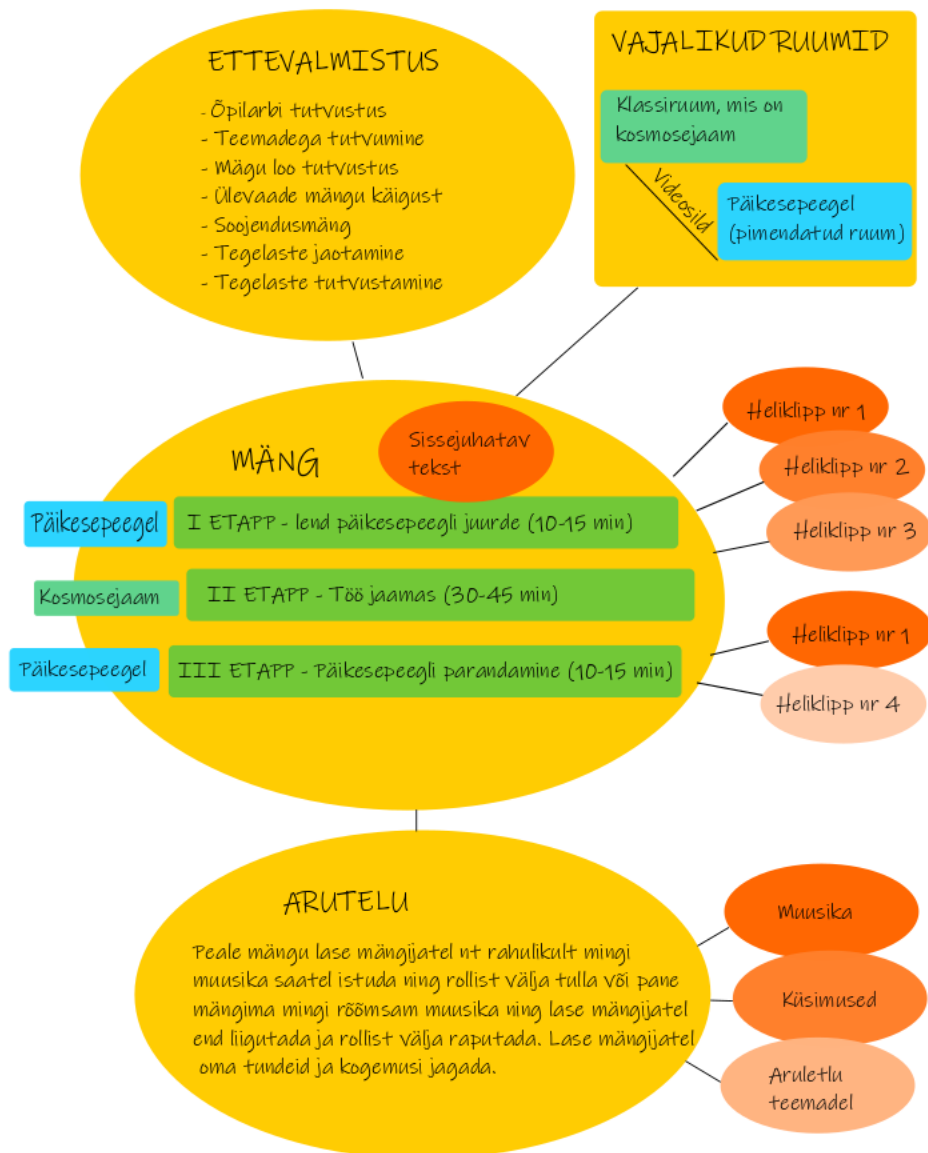 ETTEVALMISTUS
- Õpilarbi tutvustus
- Teemadega tutvumine
- Mägu loo tutvustus
- Ülevaade mängu käigust
- Soojendusmäng
- Tegelaste jaotamine
- Tegelaste tutvustamine
VAJALIKUD RUUMID
Klassiruum, mis on
kosmosejaam
Videosild
Päikesepeegel
(pimendatud ruum)
MÄNG
Sissejuhatav
tekst
Päikesepeegel
I ETAPP - lend päikesepeegli juurde (10-15 min)
Kosmosejaam
II ETAPP - Töö jaamas (30-45 min)
Päikesepeegel
III ETAPP - Päikesepeegli parandamine (10-15 min)
Heliklipp nr 1
Heliklipp nr 2
Heliklipp nr 3
Heliklipp nr 1
Heliklipp nr 4
ARUTELU
Peale mängu lase mängijatel nt rahulikult mingi
muusika saatel istuda ning rollist välja tulla või pane
mängima mingi rõõmsam muusika ning lase mängijatel
end liigutada ja rollist välja raputada. Lase mängijatel
oma tundeid ja kogemusi jagada.
Muusika
Küsimused
Aruletlu
teemadel